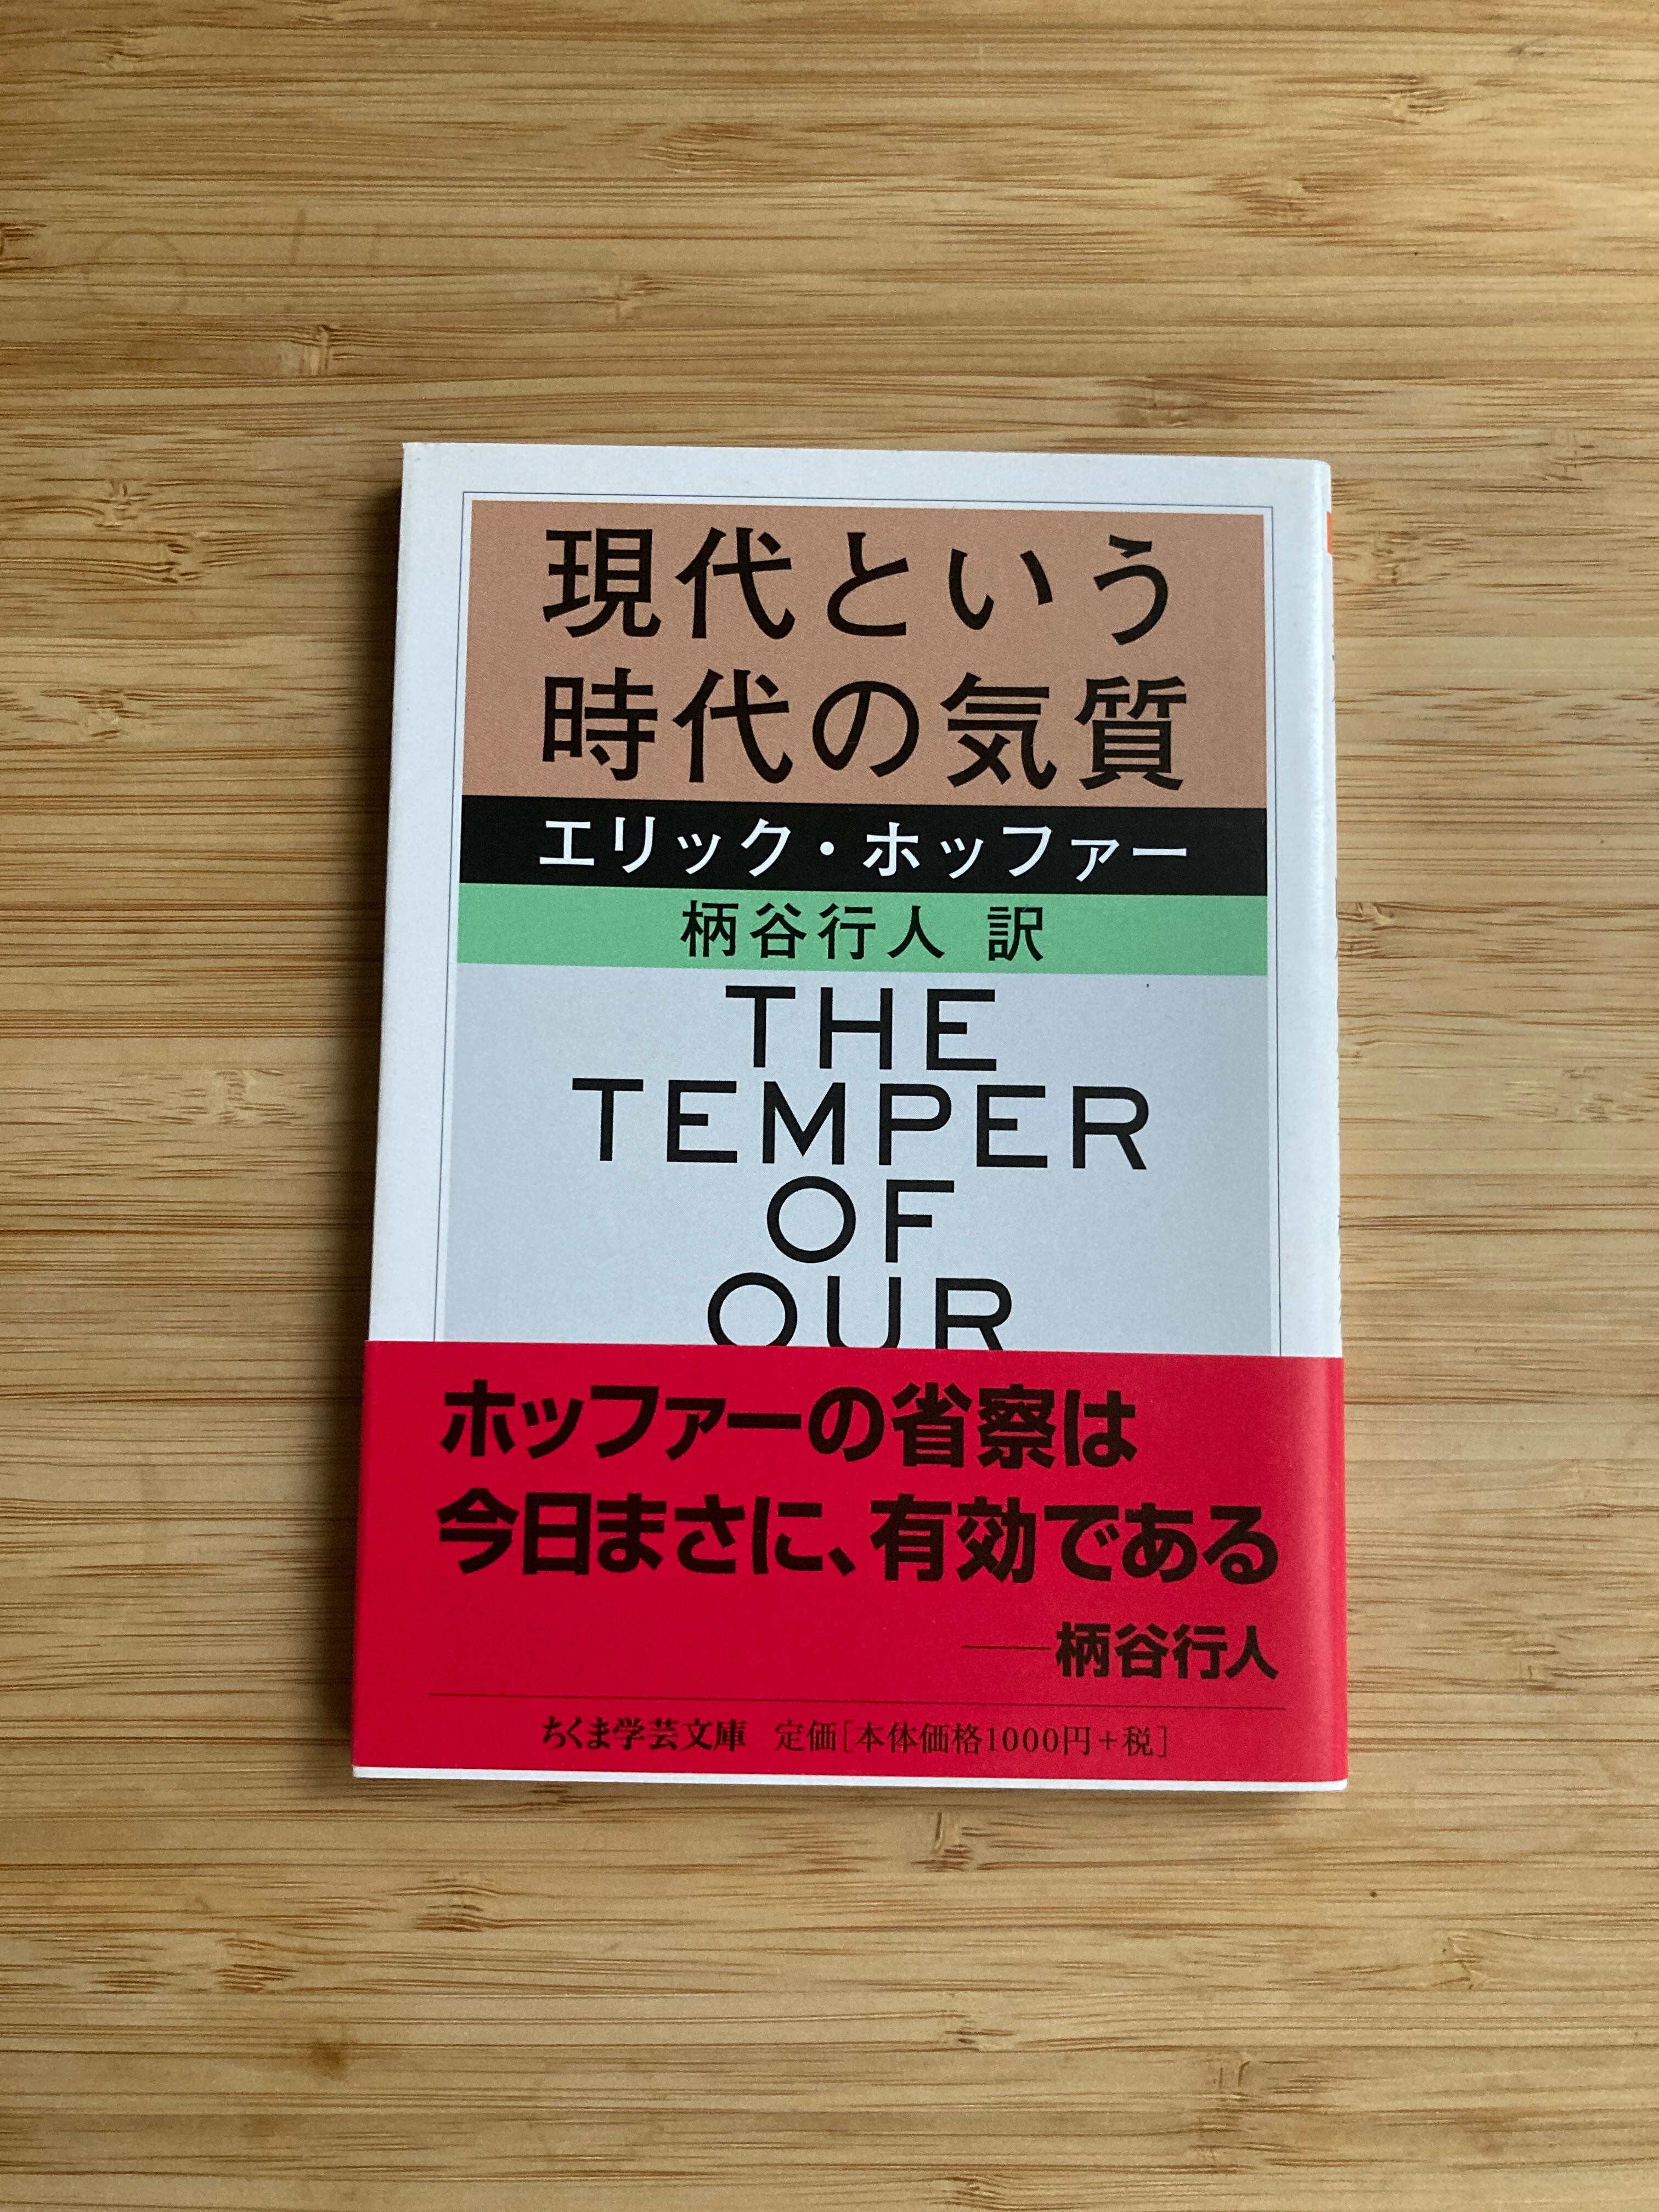 現代という
時代の気質
エリック・ホッファー
柄谷行人 訳
THE
TEMPER
OF
OUR
ホッファーの省察は
今日まさに、有効である
──柄谷行人
ちくま学芸文庫 定価[本体価格1000円+税]